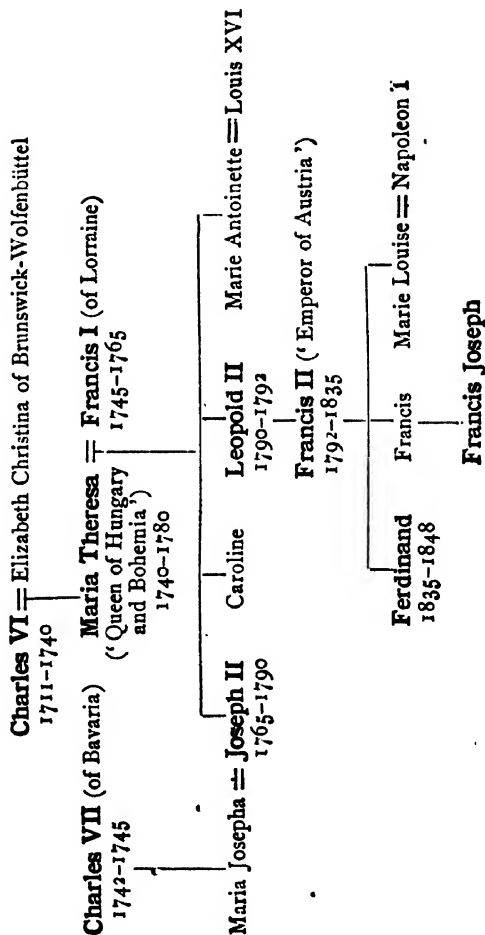 Charles VI = Elizabeth Christina of Brunswick-Wolfenbüttel
1711-1740
Charles VII (of Bavaria)
1742-1745
Maria Theresa = Francis I (of Lorraine)
('Queen of Hungary
and Bohemia')
1740-1780
1745-1765
Maria Josepha = Joseph II
1765-1790
Caroline
Leopold II
1790-1792
Marie Antoinette = Louis XVI
Francis II ('Emperor of Austria')
1792-1835
Ferdinand
1835-1848
Francis
Marie Louise = Napoleon I
Francis Joseph